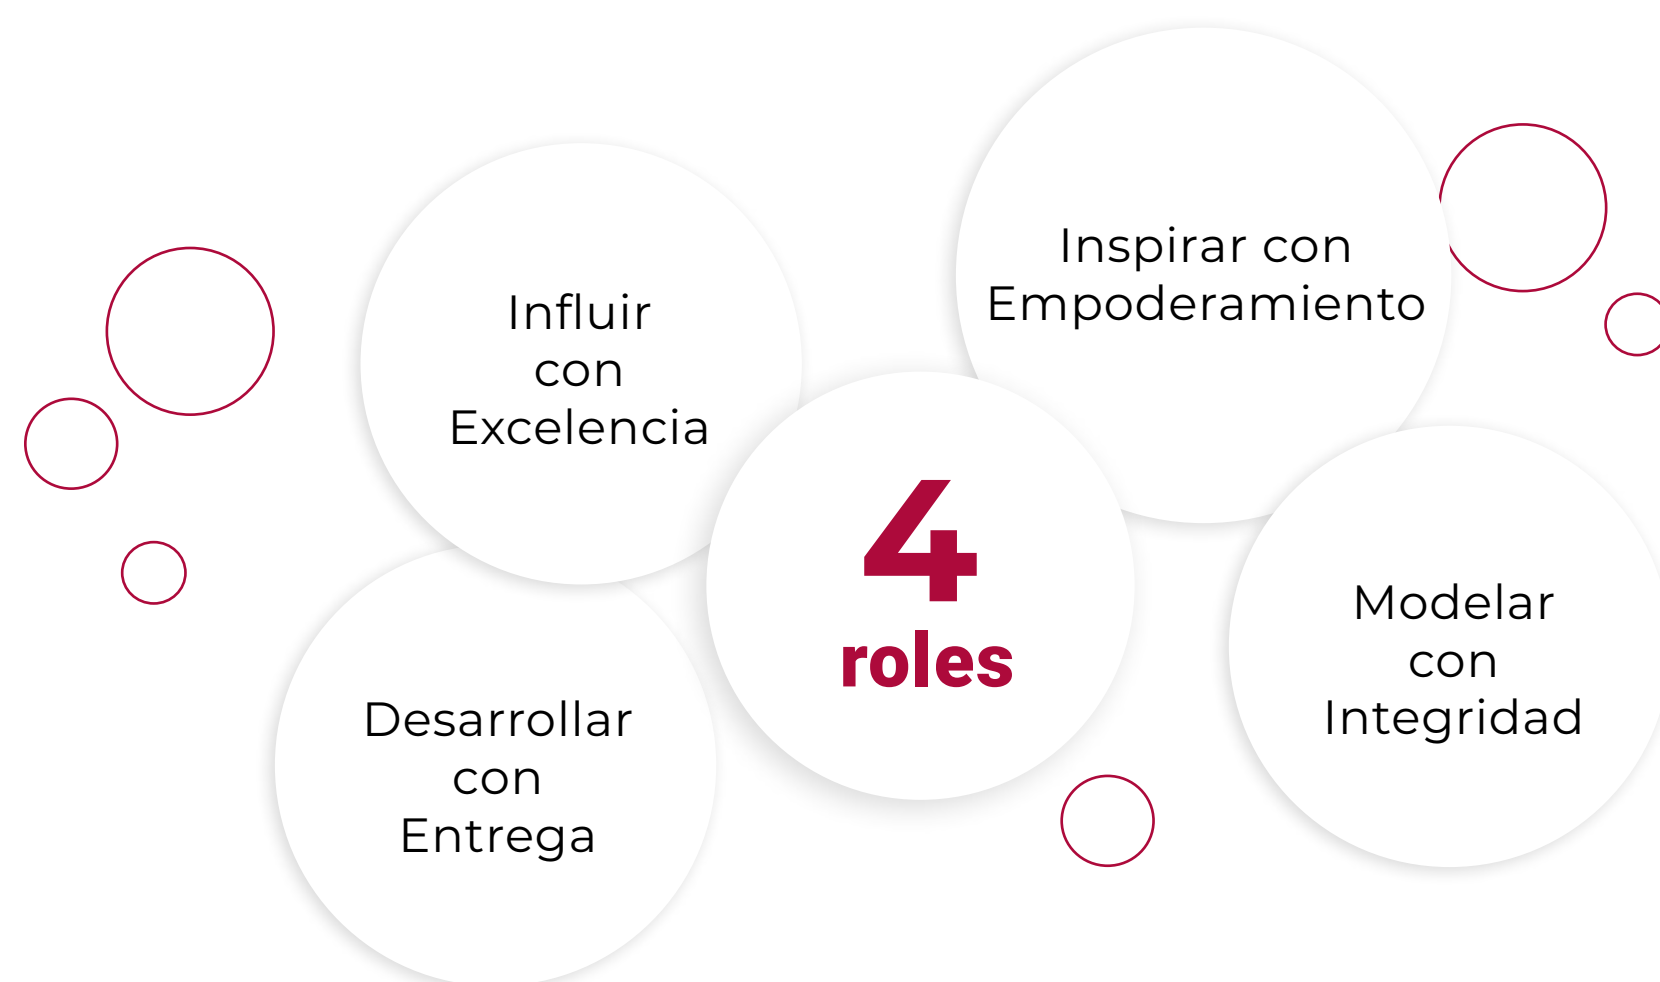 Influir
con
Excelencia
Inspirar con
Empoderamiento
4
roles
Desarrollar
con
Entrega
Modelar
con
Integridad